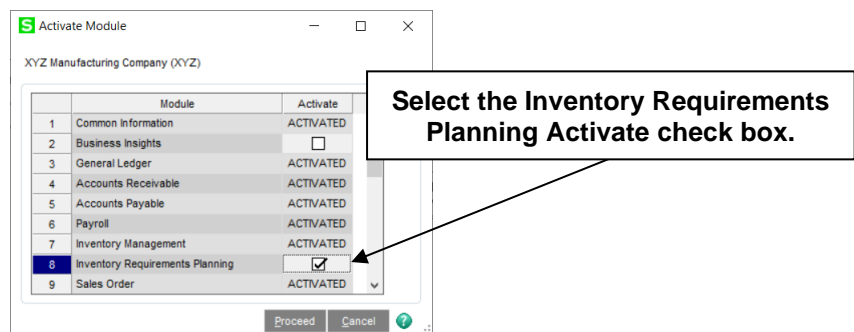 S Activate Module
XYZ Manufacturing Company (XYZ)
Select the Inventory Requirements
Planning Activate check box.
Module Activate
1 Common Information ACTIVATED
2 Business Insights
3 General Ledger ACTIVATED
4 Accounts Receivable ACTIVATED
5 Accounts Payable ACTIVATED
6 Payroll ACTIVATED
7 Inventory Management ACTIVATED
8 Inventory Requirements Planning
9 Sales Order ACTIVATED
Proceed Cancel ?